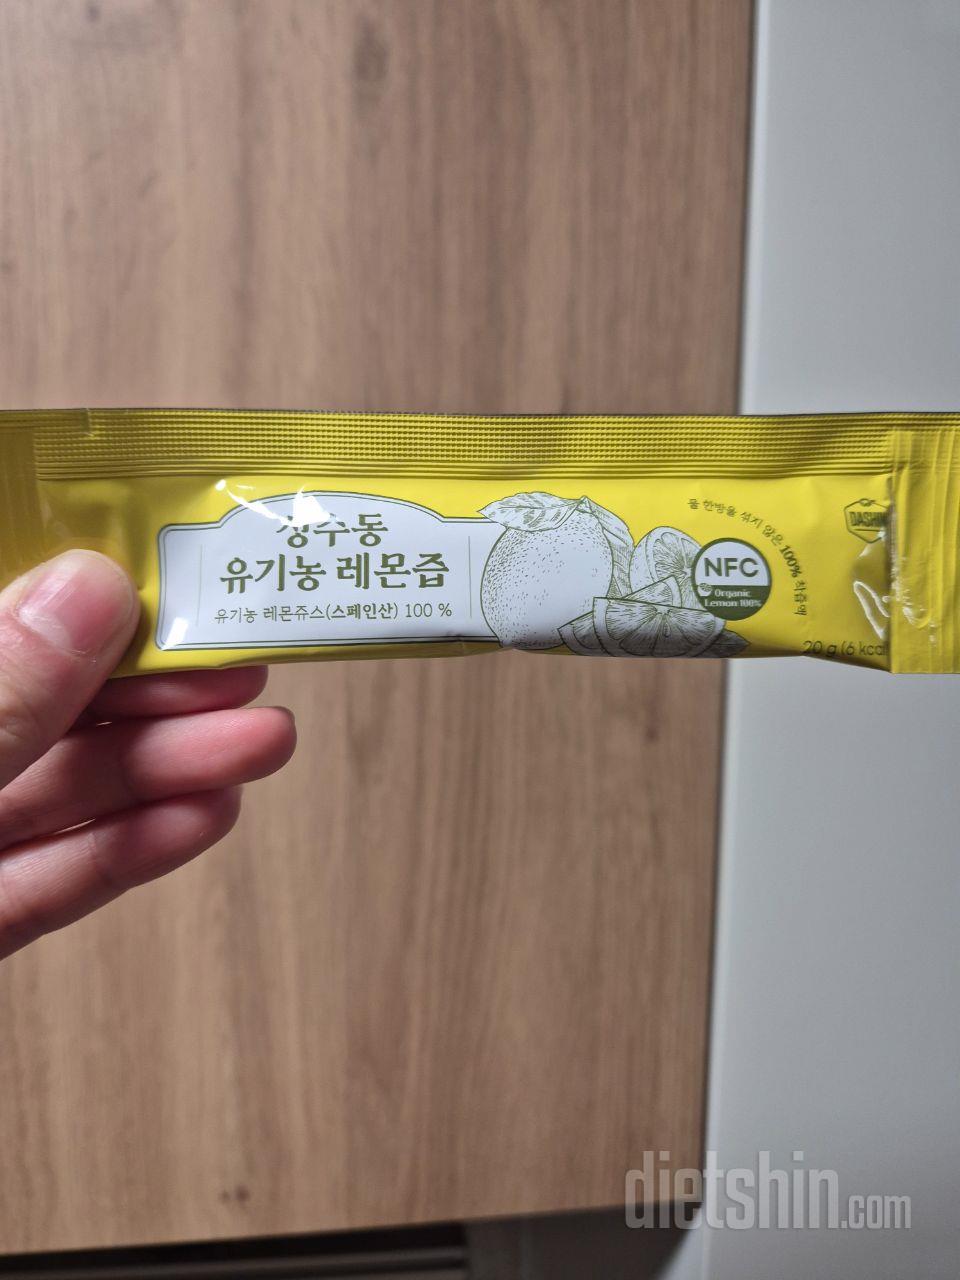 성수동
유기농 레몬즙
유기농 레몬쥬스(스페인산) 100 %
물 한방울 섞지 않은 100% 착즙액
NFC
Organic
Lemon 100%
DASHIN
20 g (6 kcal
dietshin.com